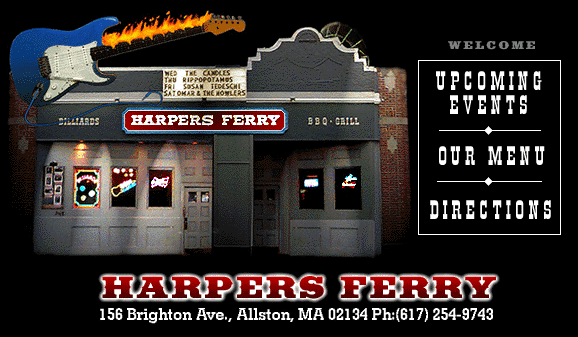 WELCOME
UPCOMING
EVENTS
OUR MENU
DIRECTIONS
WED THE CANDLES
THU RIPPOPOTAMUS
FRI SUSAN TEDESCHI
SAT OMAR & THE HOWLERS
BILLIARDS
HARPERS FERRY
BBQ · GRILL
HARPERS FERRY
156 Brighton Ave., Allston, MA 02134 Ph:(617) 254-9743